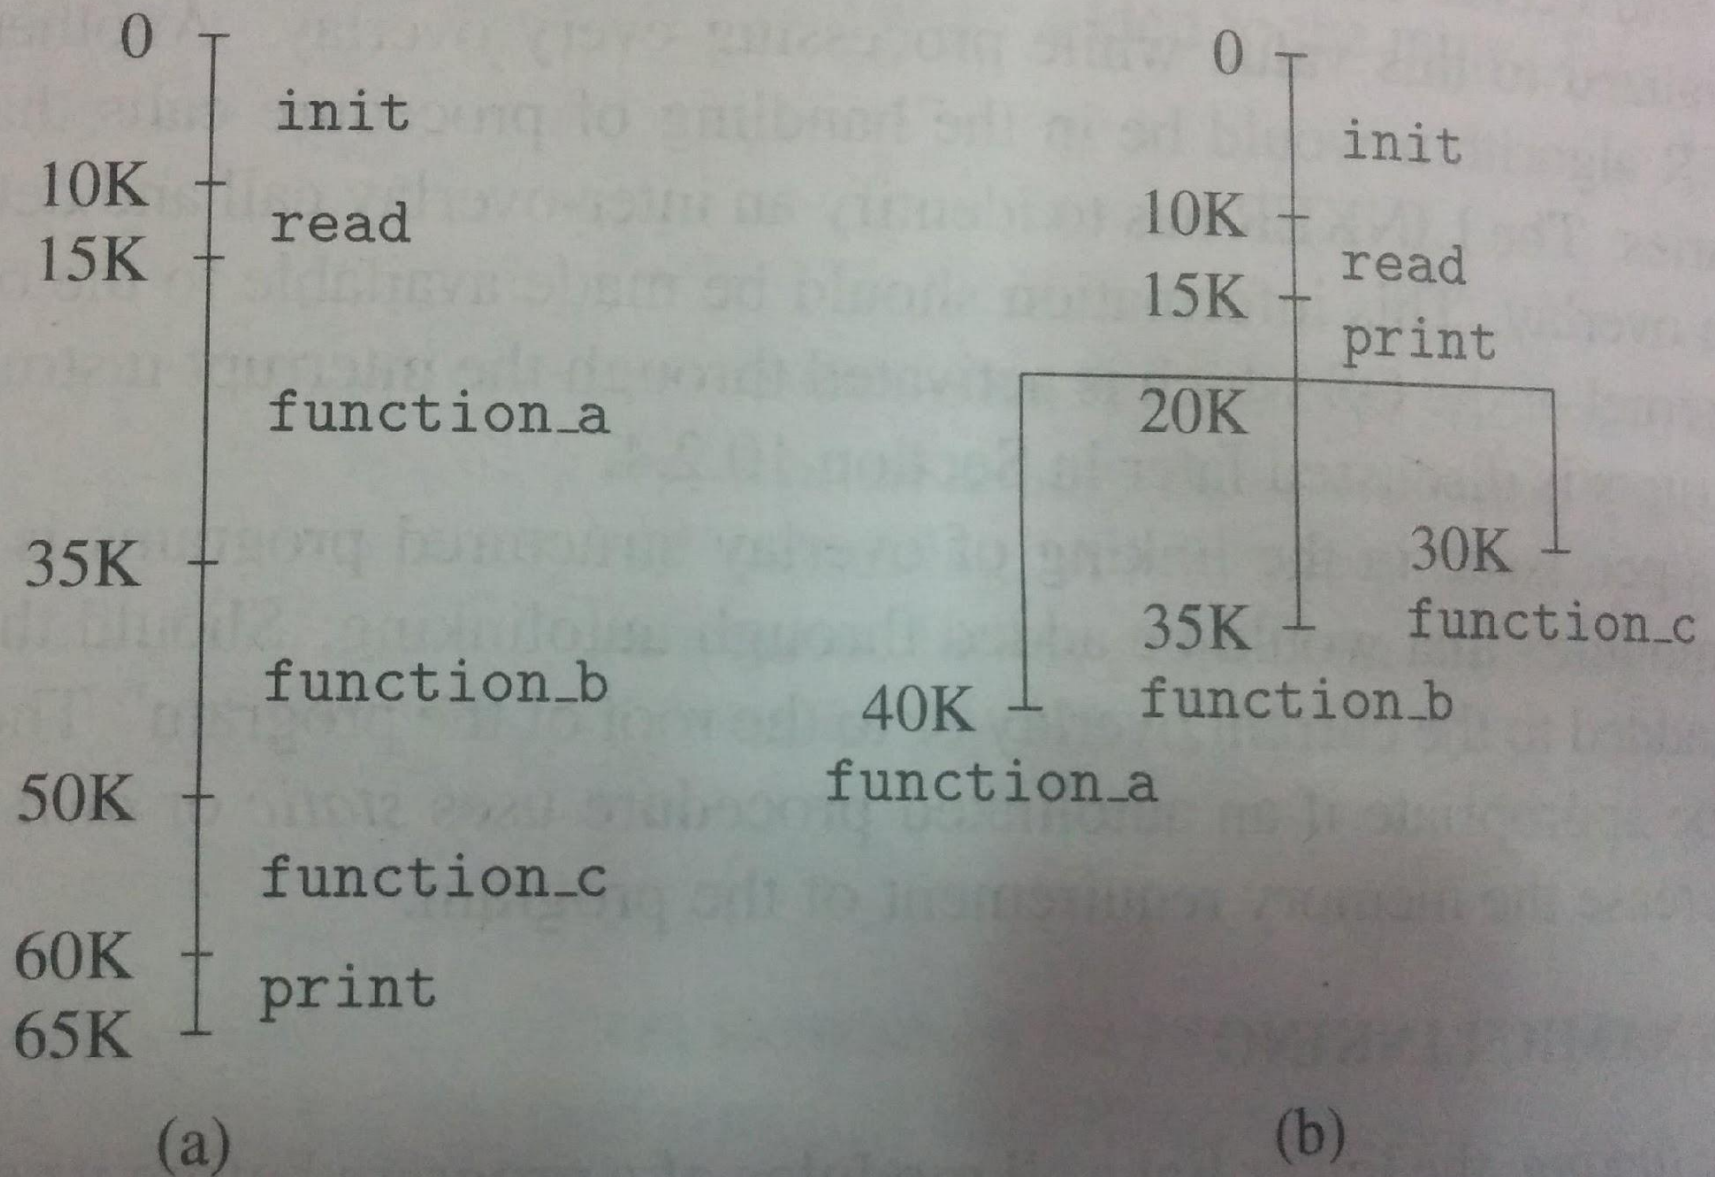 0
init
10K
read
15K
function_a
35K
function_b
50K
function_c
60K
print
65K
(a)
0
init
10K
read
15K
print
20K
30K
function_c
35K
function_b
40K
function_a
(b)